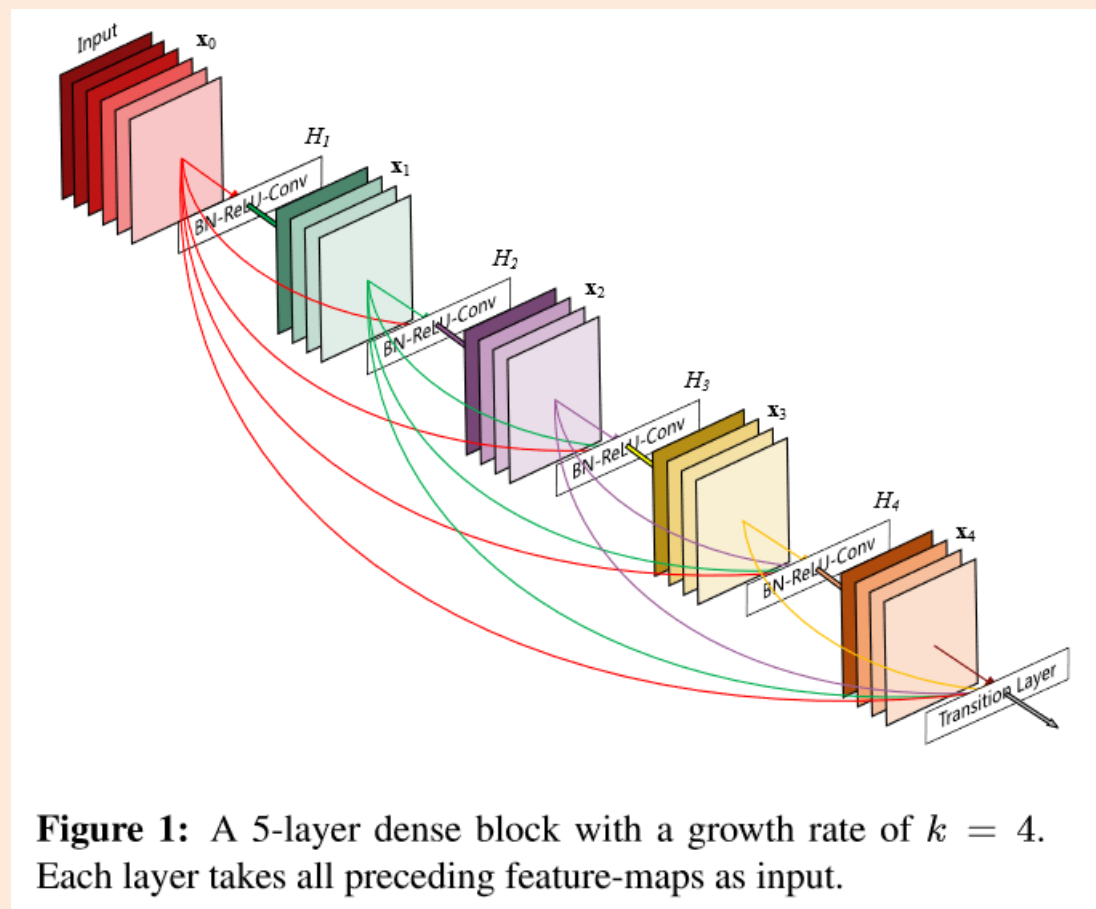 Input
x0
H1
BN-ReLU-Conv
x1
H2
BN-ReLU-Conv
x2
H3
BN-ReLU-Conv
x3
H4
BN-ReLU-Conv
x4
Transition Layer
Figure 1: A 5-layer dense block with a growth rate of k = 4.
Each layer takes all preceding feature-maps as input.